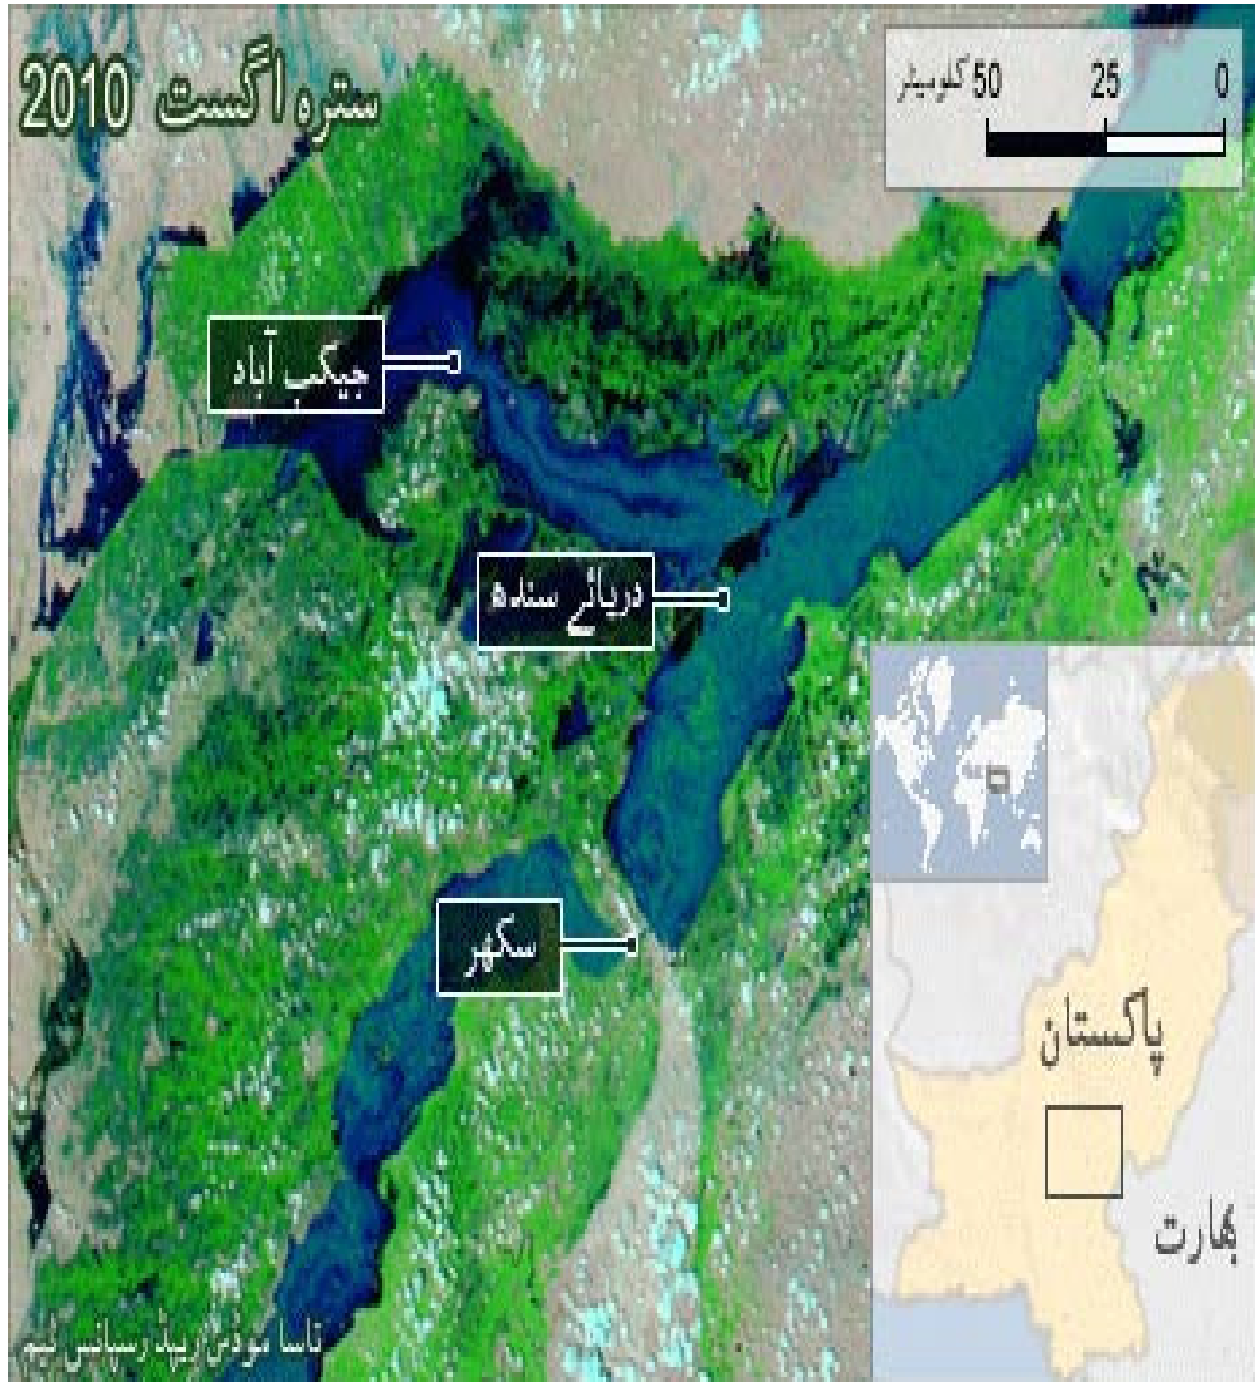 سترہ اگست 2010
50 کلومیٹر 25 0
جیکب آباد
دریائے سندھ
سکھر
پاکستان
بھارت
ناسا موڈس/ریپڈ رسپانس ٹیم